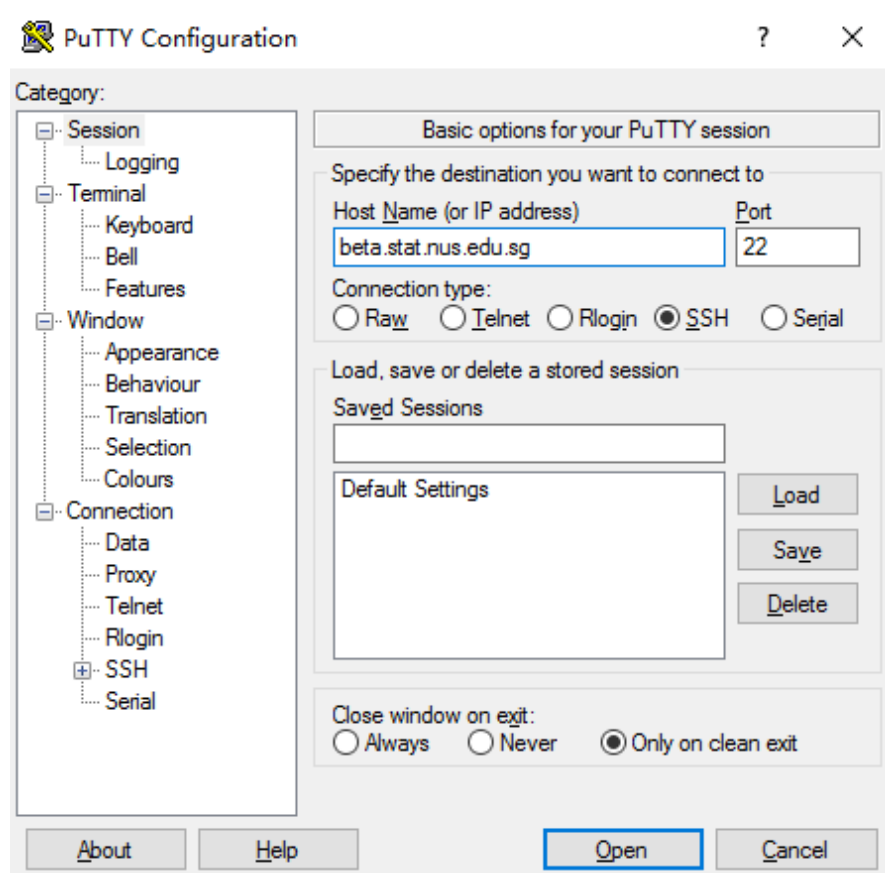 PuTTY Configuration ?
Category:
Session
Logging
Terminal
Keyboard
Bell
Features
Window
Appearance
Behaviour
Translation
Selection
Colours
Connection
Data
Proxy
Telnet
Rlogin
SSH
Serial
Basic options for your PuTTY session
Specify the destination you want to connect to
Host Name (or IP address) Port
beta.stat.nus.edu.sg 22
Connection type:
Raw Telnet Rlogin SSH Serial
Load, save or delete a stored session
Saved Sessions
Default Settings
Load
Save
Delete
Close window on exit:
Always Never Only on clean exit
About Help Open Cancel